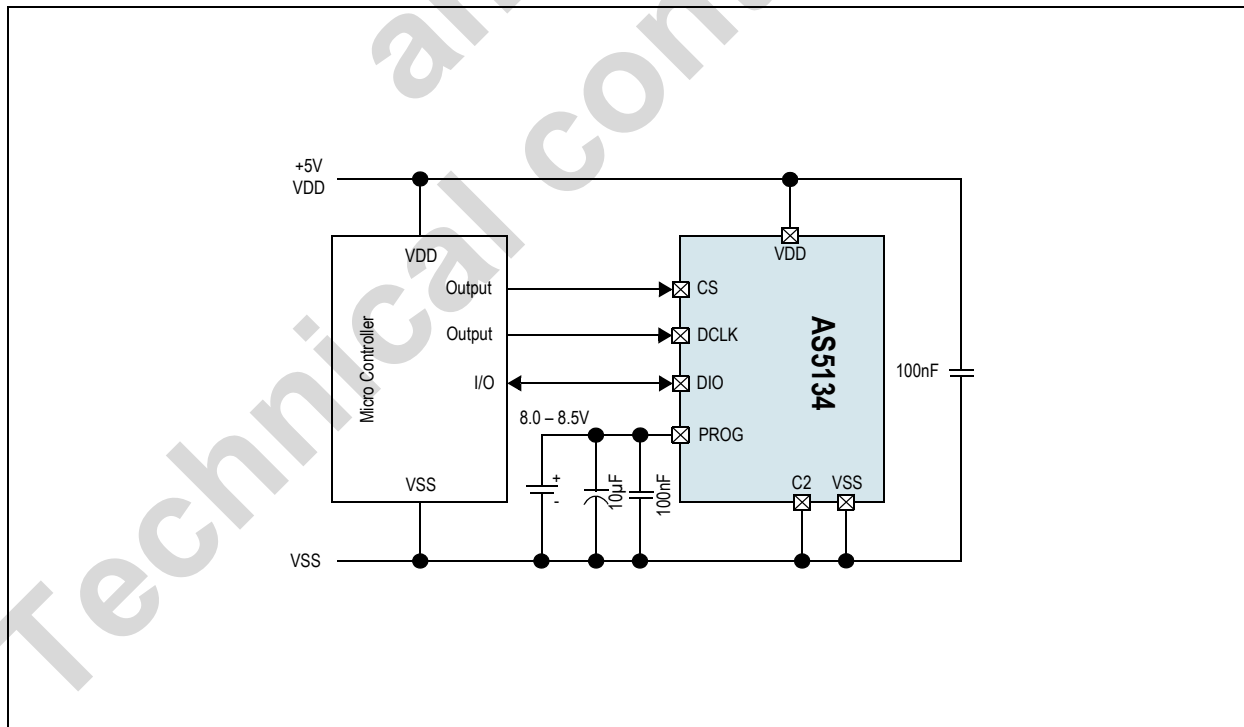 +5V
VDD
VDD
Output
Output
I/O
Micro Controller
VSS
VSS
8.0 – 8.5V
+
-
10µF
100nF
VDD
CS
DCLK
DIO
PROG
AS5134
C2 VSS
100nF
Technical cont